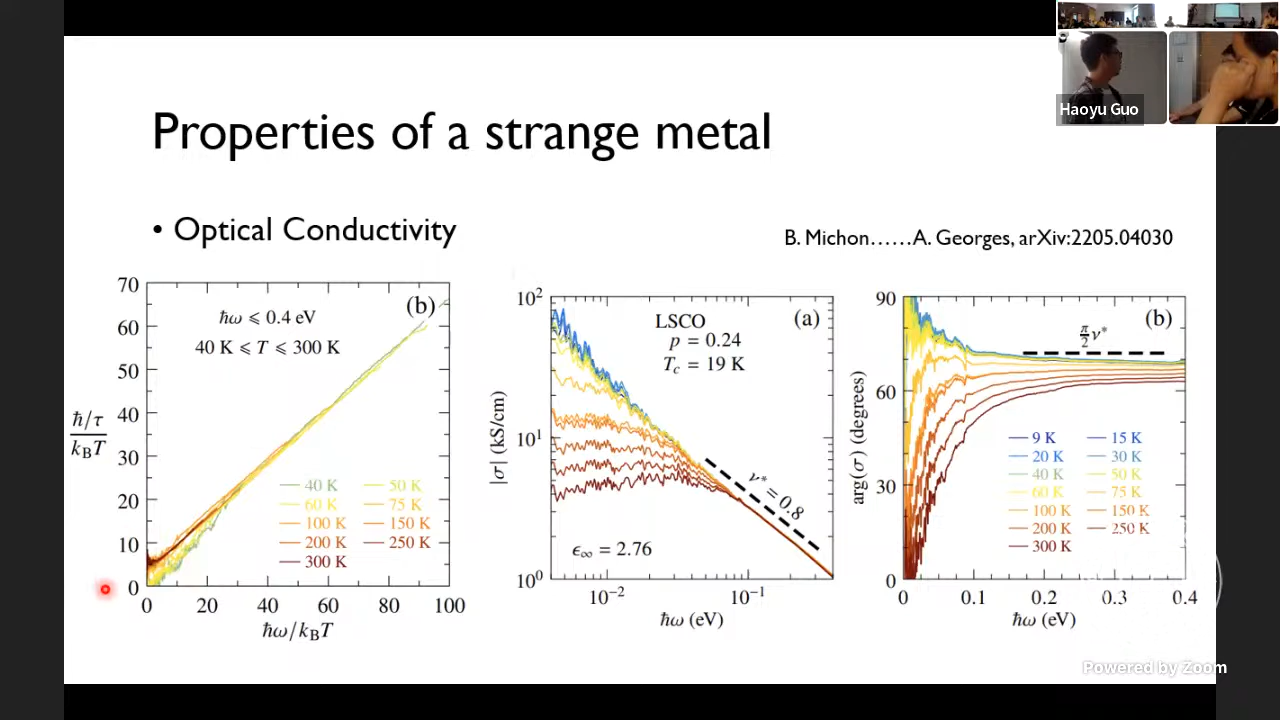 Haoyu Guo
Properties of a strange metal
• Optical Conductivity
B. Michon……A. Georges, arXiv:2205.04030
70
60
50
40
30
20
10
0
ħ/τ
k_BT
(b)
ħω ⩽ 0.4 eV
40 K ⩽ T ⩽ 300 K
40 K 50 K
60 K 75 K
100 K 150 K
200 K 250 K
300 K
0 20 40 60 80 100
ħω/k_BT
10²
10¹
10⁰
|σ| (kS/cm)
LSCO (a)
p = 0.24
T_c = 19 K
ν* = 0.8
ϵ_∞ = 2.76
10⁻² 10⁻¹
ħω (eV)
90
60
30
0
arg(σ) (degrees)
(b)
π/2 ν*
9 K 15 K
20 K 30 K
40 K 50 K
60 K 75 K
100 K 150 K
200 K 250 K
300 K
0 0.1 0.2 0.3 0.4
ħω (eV)
Powered by Zoom